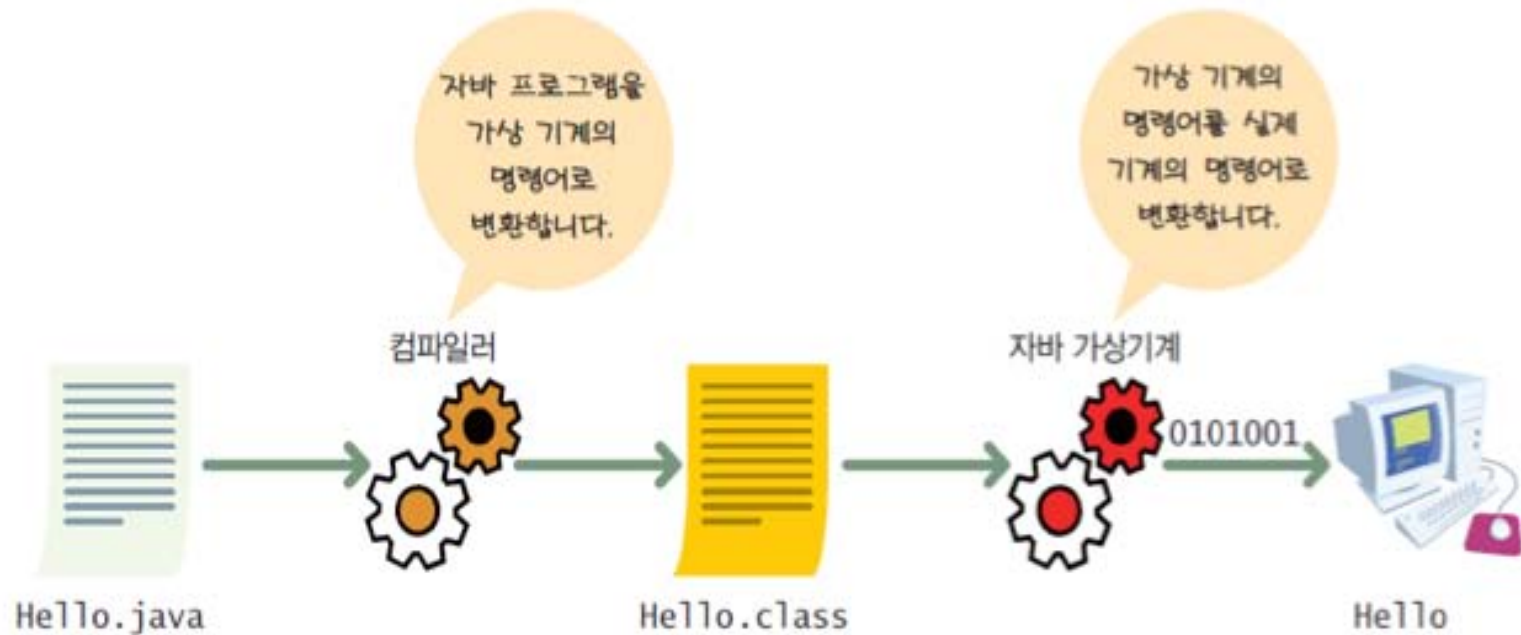 자바 프로그램을
가상 기계의
명령어로
변환합니다.
가상 기계의
명령어를 실제
기계의 명령어로
변환합니다.
컴파일러
자바 가상기계
0101001
Hello.java
Hello.class
Hello